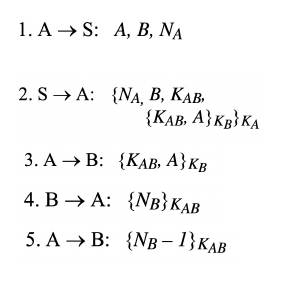 1. A → S: A, B, N_A
2. S → A: {N_A, B, K_AB,
{K_AB, A}K_B}K_A
3. A → B: {K_AB, A}K_B
4. B → A: {N_B}K_AB
5. A → B: {N_B – 1}K_AB